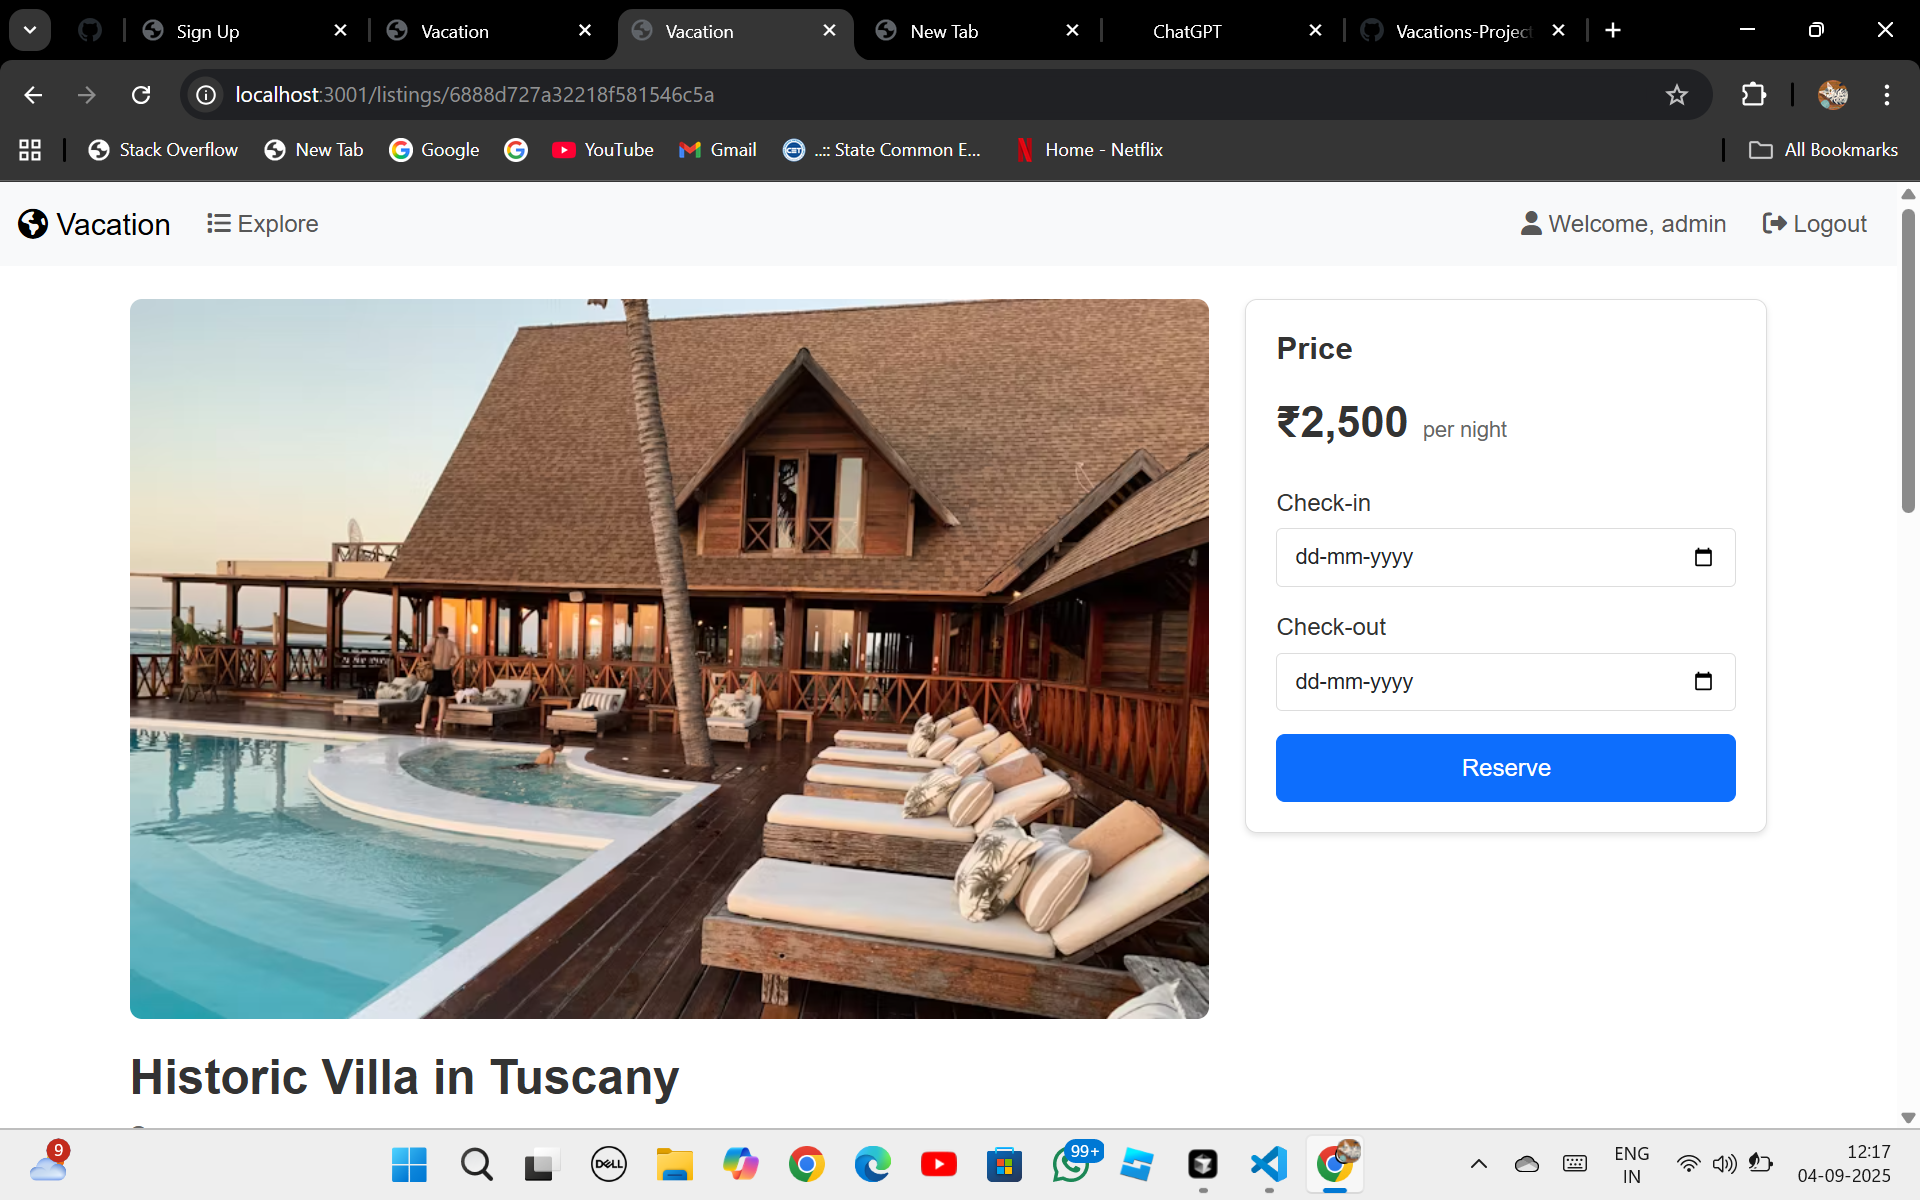 Sign Up
Vacation
Vacation
New Tab
ChatGPT
Vacations-Project
localhost:3001/listings/6888d727a32218f581546c5a
Stack Overflow
New Tab
Google
YouTube
Gmail
CET
..:: State Common E...
Home - Netflix
All Bookmarks
Vacation
Explore
Welcome, admin
Logout
Price
₹2,500 per night
Check-in
dd-mm-yyyy
Check-out
dd-mm-yyyy
Reserve
Historic Villa in Tuscany
9
DELL
99+
ENG
IN
12:17
04-09-2025